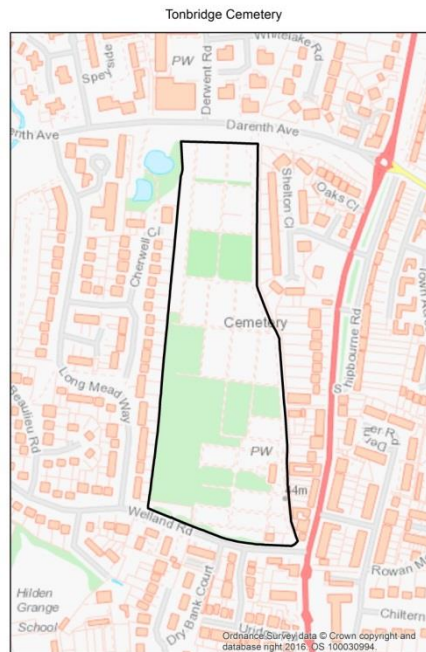 Tonbridge Cemetery
Whitelake Rd
Speyside
PW
Derwent Rd
enth Ave
Darenth Ave
Shelton Cl
Oaks Cl
Cherwell Cl
Cemetery
Shipbourne Rd
Long Mead Way
Beaulieu Rd
PW
44m
Welland Rd
Rowan
Hilden
Grange
School
Dry Bank Court
Chiltern
Ordnance Survey data © Crown copyright and
database right 2016. OS 100030994.